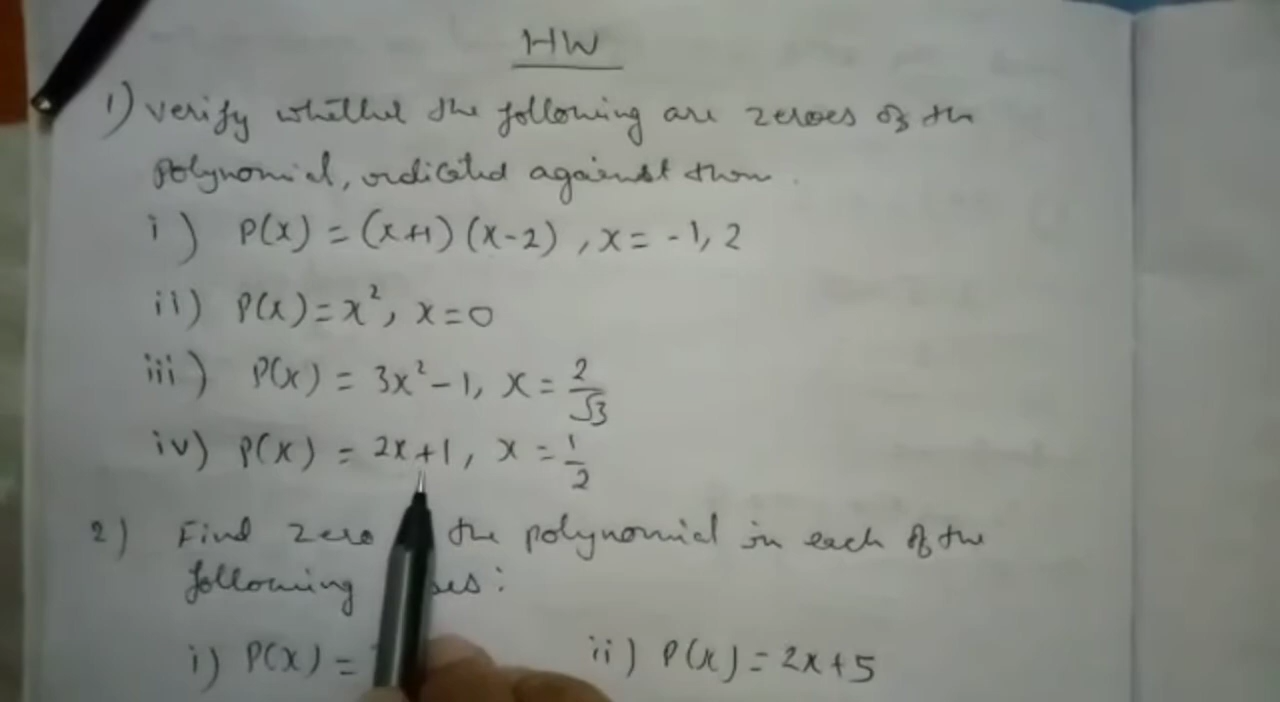 HW
1) verify whether the following are zeroes of the
polynomial, indicated against them.
i) P(x) = (x+1)(x-2), x = -1, 2
ii) P(x) = x², x = 0
iii) P(x) = 3x² - 1, x = 2/√3
iv) P(x) = 2x+1, x = 1/2
2) Find zero the polynomial in each of the
following
i) P(x) = ii) P(x) = 2x+5